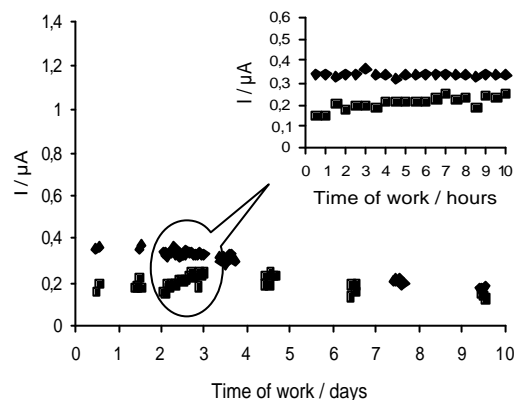 1,4
1,2
1
0,8
0,6
0,4
0,2
0
I / µA
0 1 2 3 4 5 6 7 8 9 10
Time of work / days
0,6
0,5
0,4
0,3
0,2
0,1
0
I / µA
0 1 2 3 4 5 6 7 8 9 10
Time of work / hours